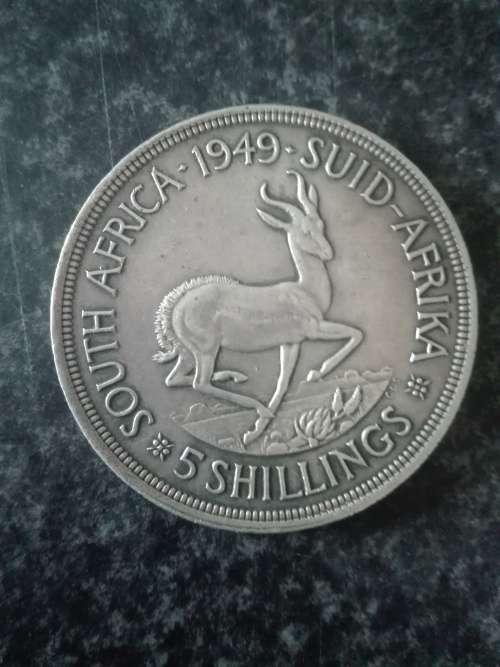 SOUTH AFRICA · 1949 · SUID-AFRIKA
5 SHILLINGS